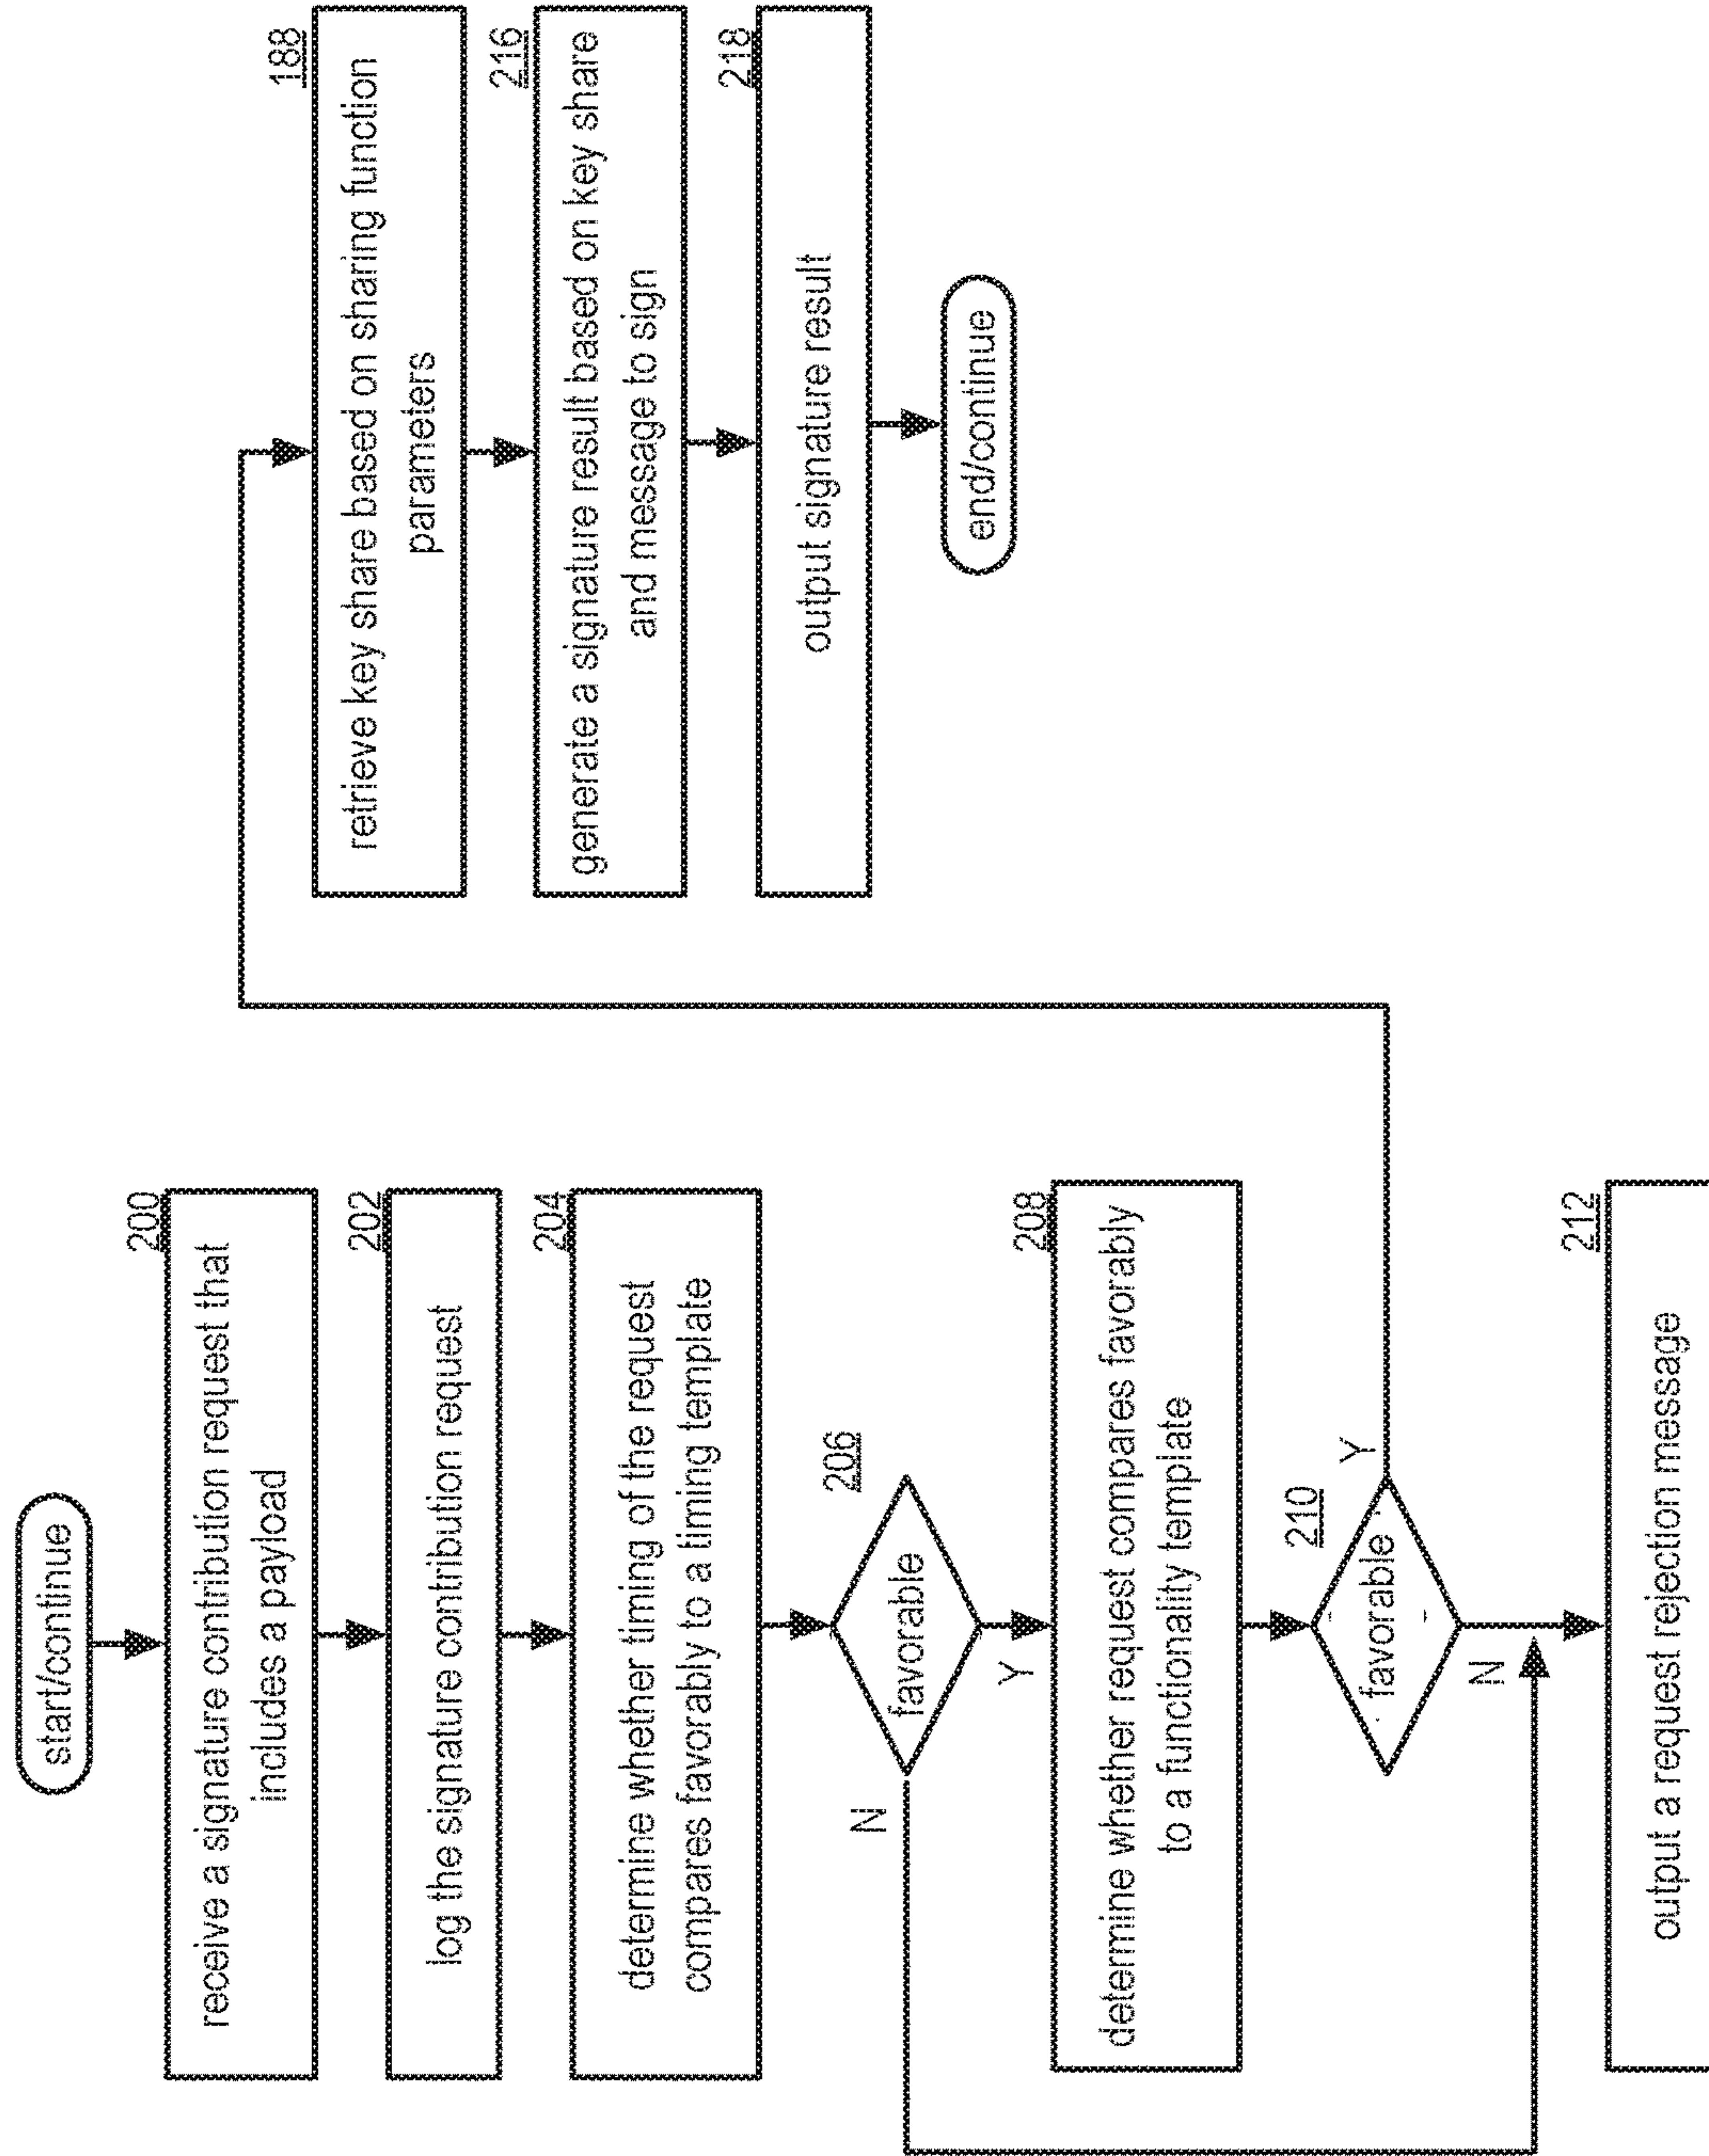 start/continue
200
receive a signature contribution request that
includes a payload
202
log the signature contribution request
204
determine whether timing of the request
compares favorably to a timing template
206
favorable
N
Y
208
determine whether request compares favorably
to a functionality template
210
favorable
Y
N
212
output a request rejection message
188
retrieve key share based on sharing function
parameters
216
generate a signature result based on key share
and message to sign
218
output signature result
end/continue